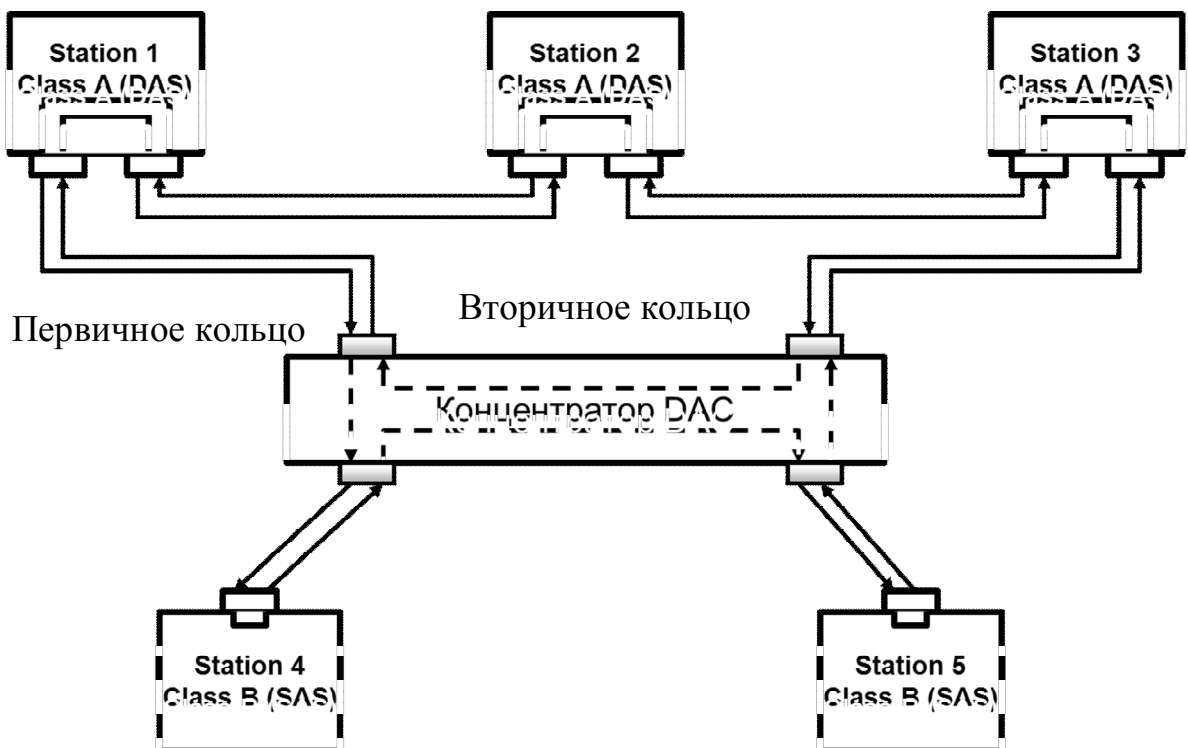 Station 1
Class A (DAS)
Station 2
Class A (DAS)
Station 3
Class A (DAS)
Первичное кольцо
Вторичное кольцо
Концентратор DAC
Station 4
Class B (SAS)
Station 5
Class B (SAS)